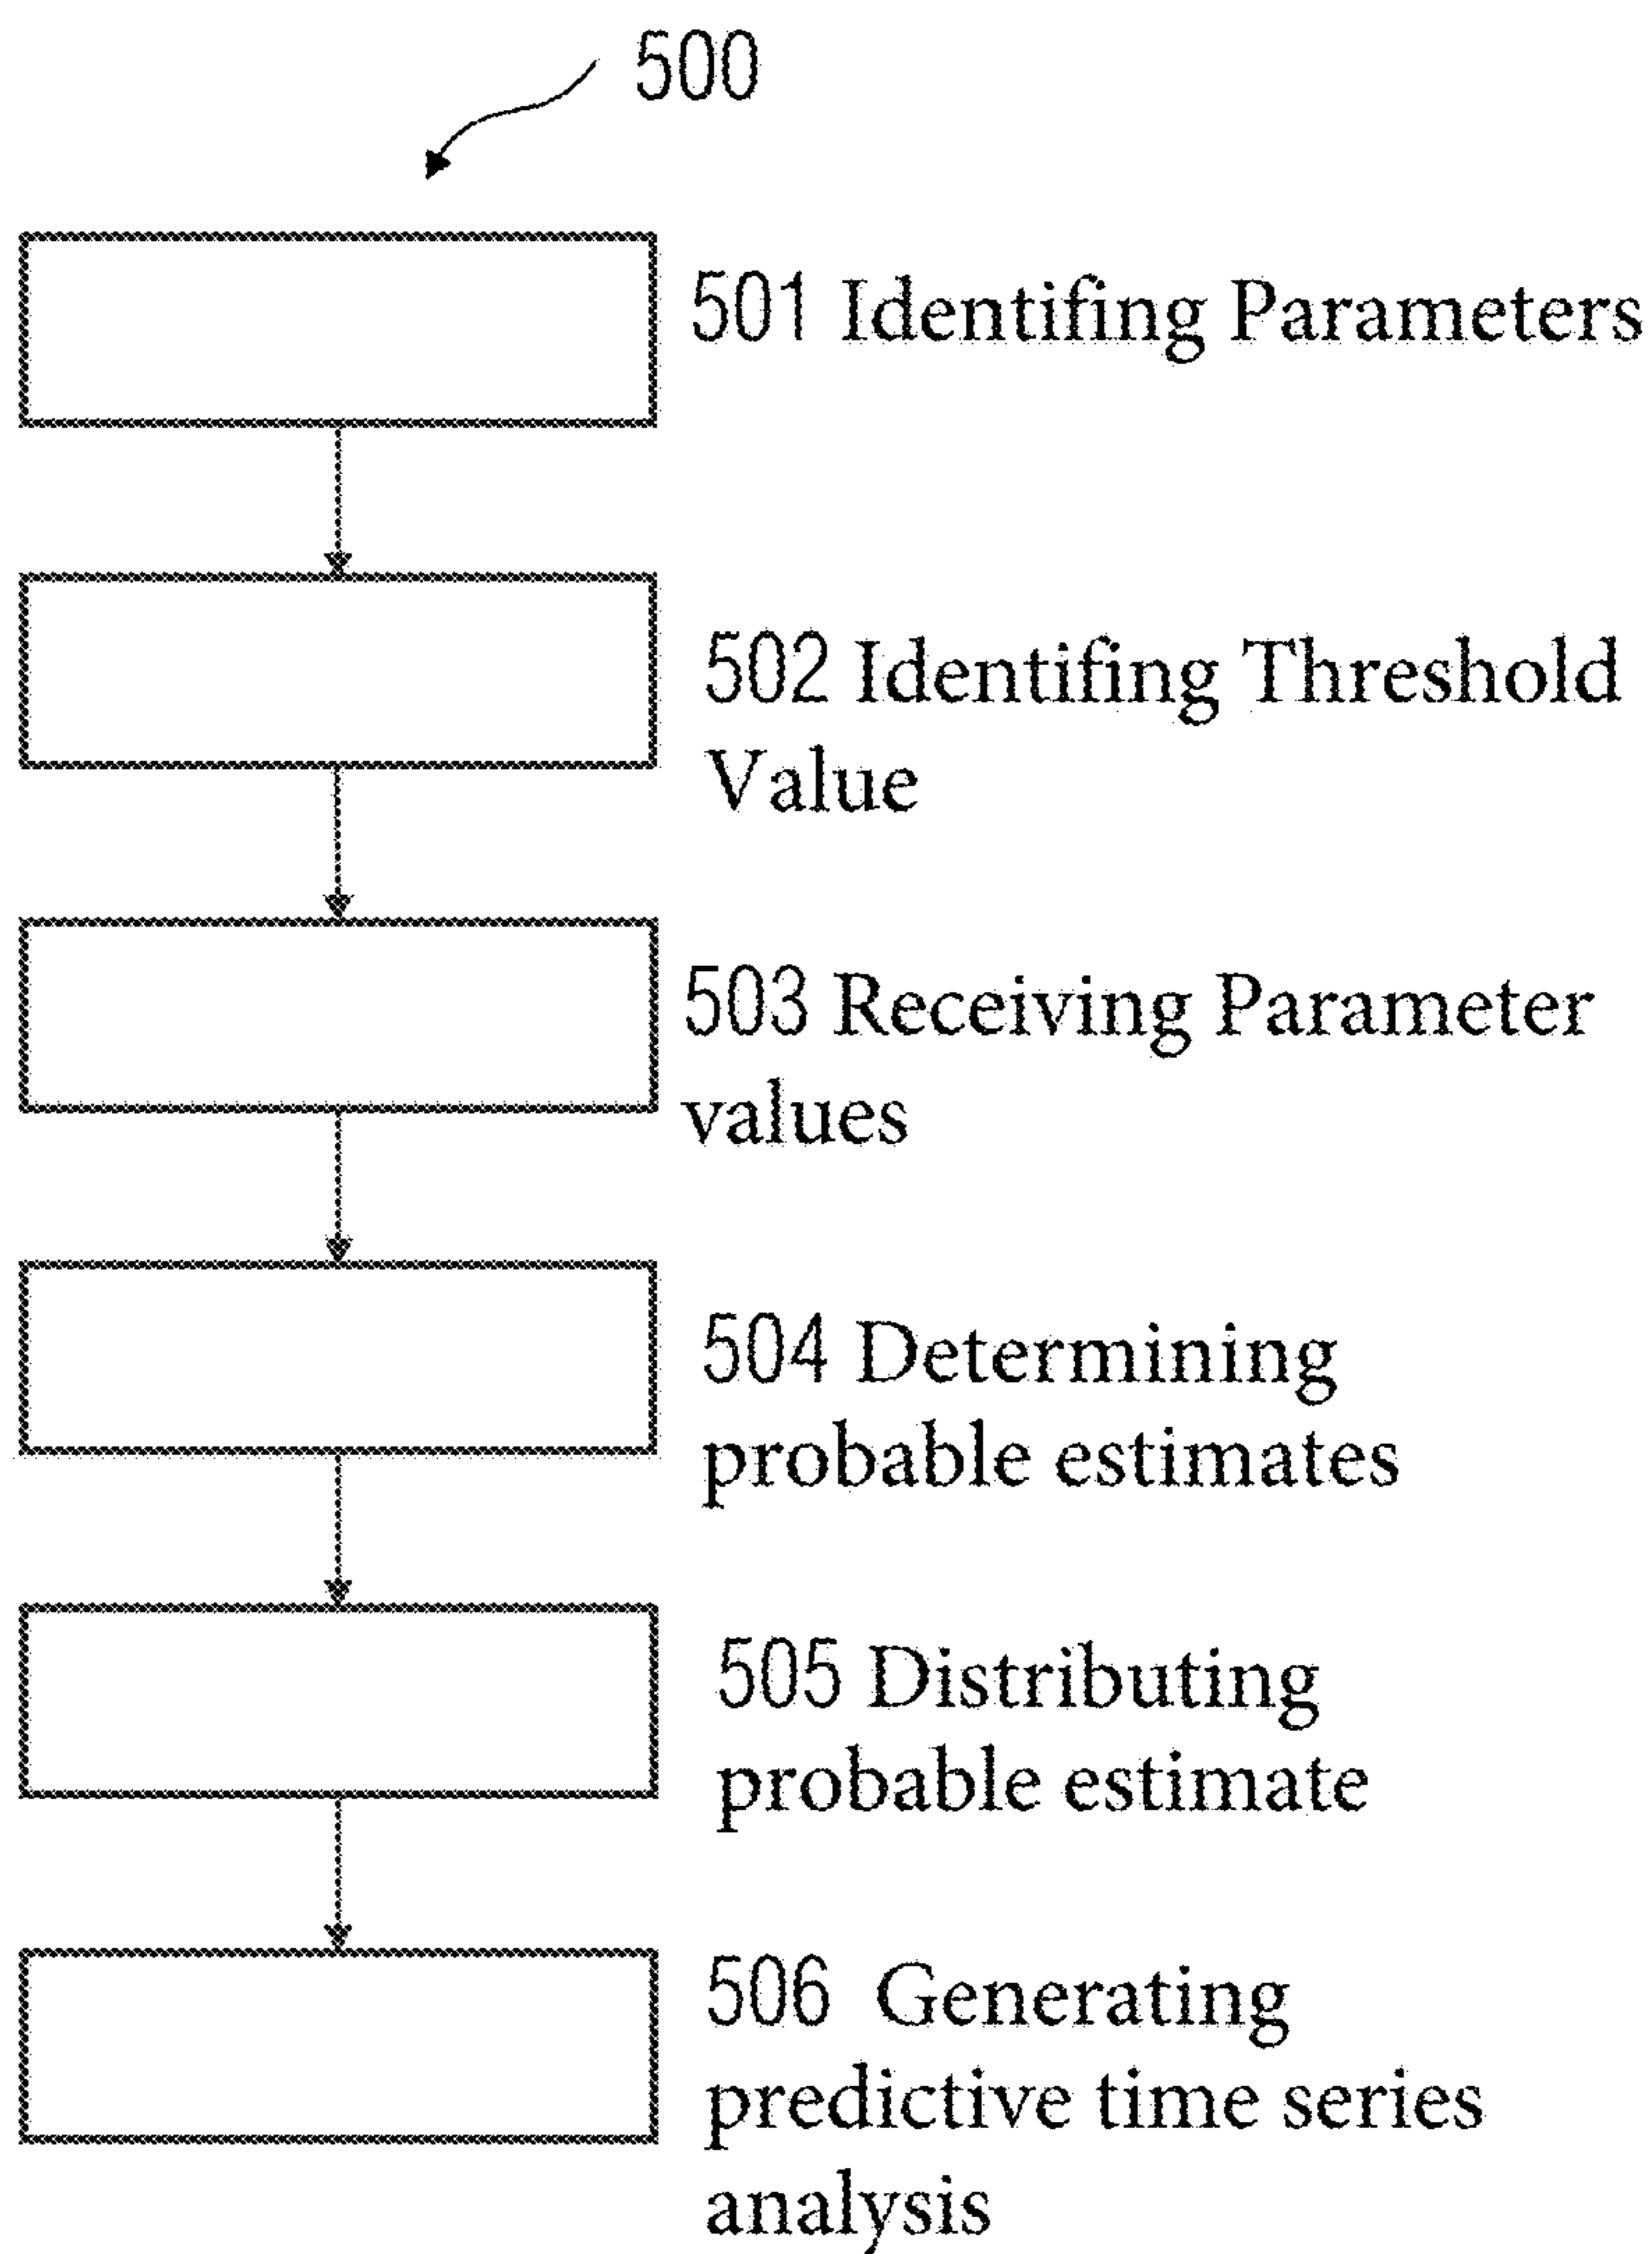 500
501 Identifing Parameters
502 Identifing Threshold
Value
503 Receiving Parameter
values
504 Determining
probable estimates
505 Distributing
probable estimate
506 Generating
predictive time series
analysis